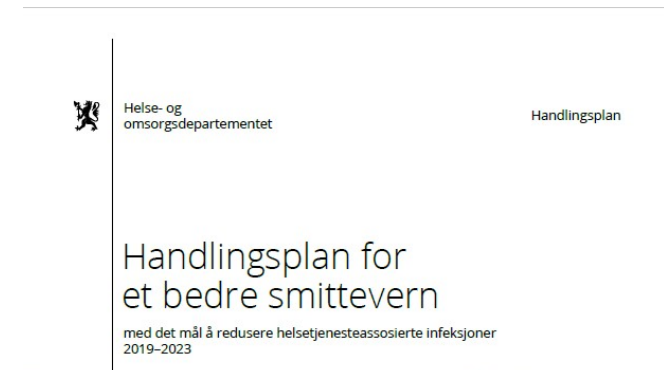 Helse- og
omsorgsdepartementet
Handlingsplan
Handlingsplan for
et bedre smittevern
med det mål å redusere helsetjenesteassosierte infeksjoner
2019–2023